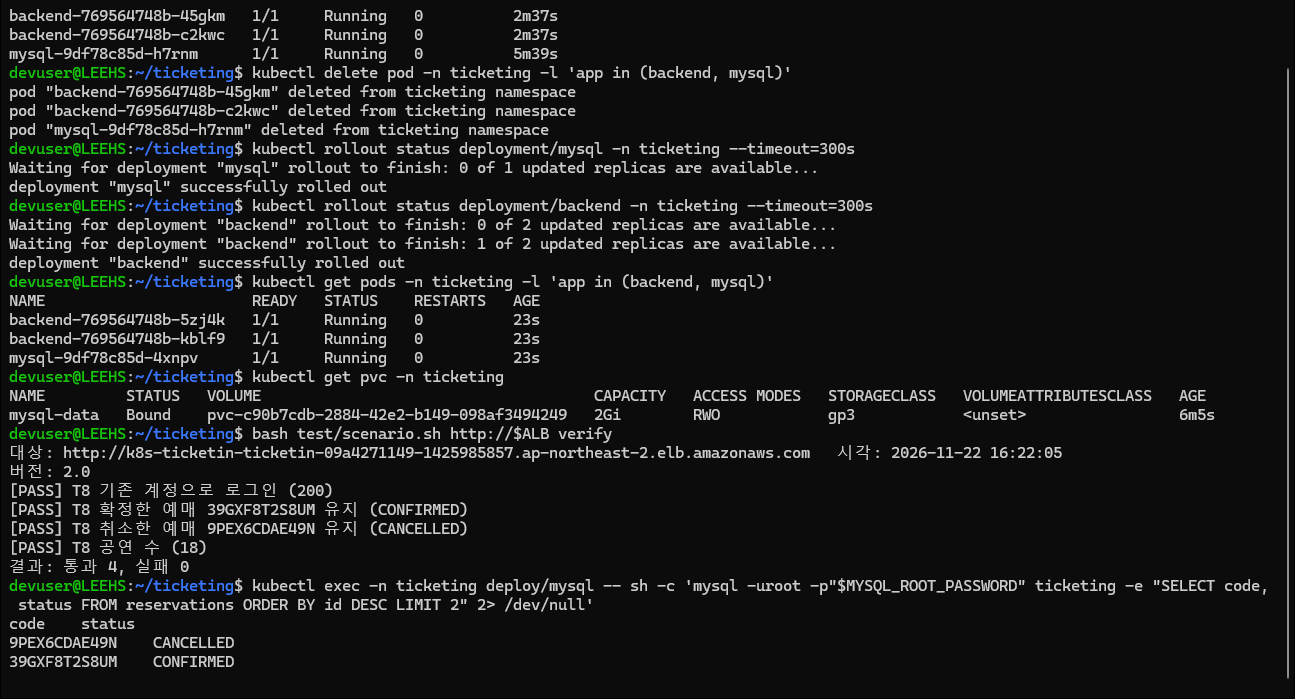 backend-769564748b-45gkm   1/1     Running   0          2m37s
backend-769564748b-c2kwc   1/1     Running   0          2m37s
mysql-9df78c85d-h7rnm      1/1     Running   0          5m39s
devuser@LEEHS:~/ticketing$ kubectl delete pod -n ticketing -l 'app in (backend, mysql)'
pod "backend-769564748b-45gkm" deleted from ticketing namespace
pod "backend-769564748b-c2kwc" deleted from ticketing namespace
pod "mysql-9df78c85d-h7rnm" deleted from ticketing namespace
devuser@LEEHS:~/ticketing$ kubectl rollout status deployment/mysql -n ticketing --timeout=300s
Waiting for deployment "mysql" rollout to finish: 0 of 1 updated replicas are available...
deployment "mysql" successfully rolled out
devuser@LEEHS:~/ticketing$ kubectl rollout status deployment/backend -n ticketing --timeout=300s
Waiting for deployment "backend" rollout to finish: 0 of 2 updated replicas are available...
Waiting for deployment "backend" rollout to finish: 1 of 2 updated replicas are available...
deployment "backend" successfully rolled out
devuser@LEEHS:~/ticketing$ kubectl get pods -n ticketing -l 'app in (backend, mysql)'
NAME                       READY   STATUS    RESTARTS   AGE
backend-769564748b-5zj4k   1/1     Running   0          23s
backend-769564748b-kblf9   1/1     Running   0          23s
mysql-9df78c85d-4xnpv      1/1     Running   0          23s
devuser@LEEHS:~/ticketing$ kubectl get pvc -n ticketing
NAME         STATUS   VOLUME                                     CAPACITY   ACCESS MODES   STORAGECLASS   VOLUMEATTRIBUTESCLASS   AGE
mysql-data   Bound    pvc-c90b7cdb-2884-42e2-b149-098af3494249   2Gi        RWO            gp3            <unset>                 6m5s
devuser@LEEHS:~/ticketing$ bash test/scenario.sh http://$ALB verify
대상: http://k8s-ticketin-ticketin-09a4271149-1425985857.ap-northeast-2.elb.amazonaws.com   시각: 2026-11-22 16:22:05
버전: 2.0
[PASS] T8 기존 계정으로 로그인 (200)
[PASS] T8 확정한 예매 39GXF8T2S8UM 유지 (CONFIRMED)
[PASS] T8 취소한 예매 9PEX6CDAE49N 유지 (CANCELLED)
[PASS] T8 공연 수 (18)
결과: 통과 4, 실패 0
devuser@LEEHS:~/ticketing$ kubectl exec -n ticketing deploy/mysql -- sh -c 'mysql -uroot -p"$MYSQL_ROOT_PASSWORD" ticketing -e "SELECT code,
 status FROM reservations ORDER BY id DESC LIMIT 2" 2> /dev/null'
code    status
9PEX6CDAE49N    CANCELLED
39GXF8T2S8UM    CONFIRMED